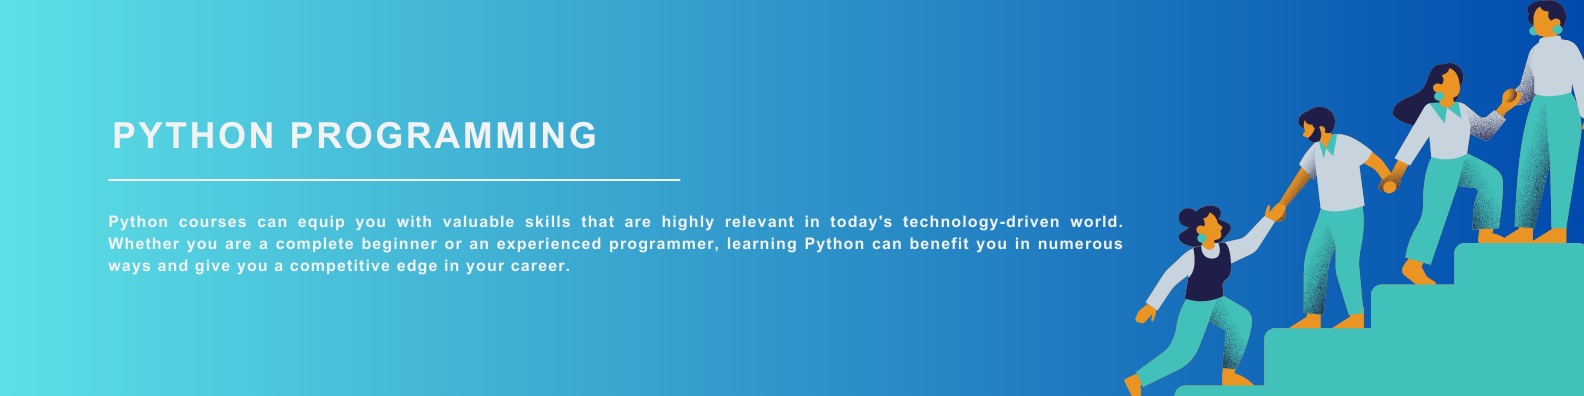 PYTHON PROGRAMMING
Python courses can equip you with valuable skills that are highly relevant in today's technology-driven world.
Whether you are a complete beginner or an experienced programmer, learning Python can benefit you in numerous
ways and give you a competitive edge in your career.